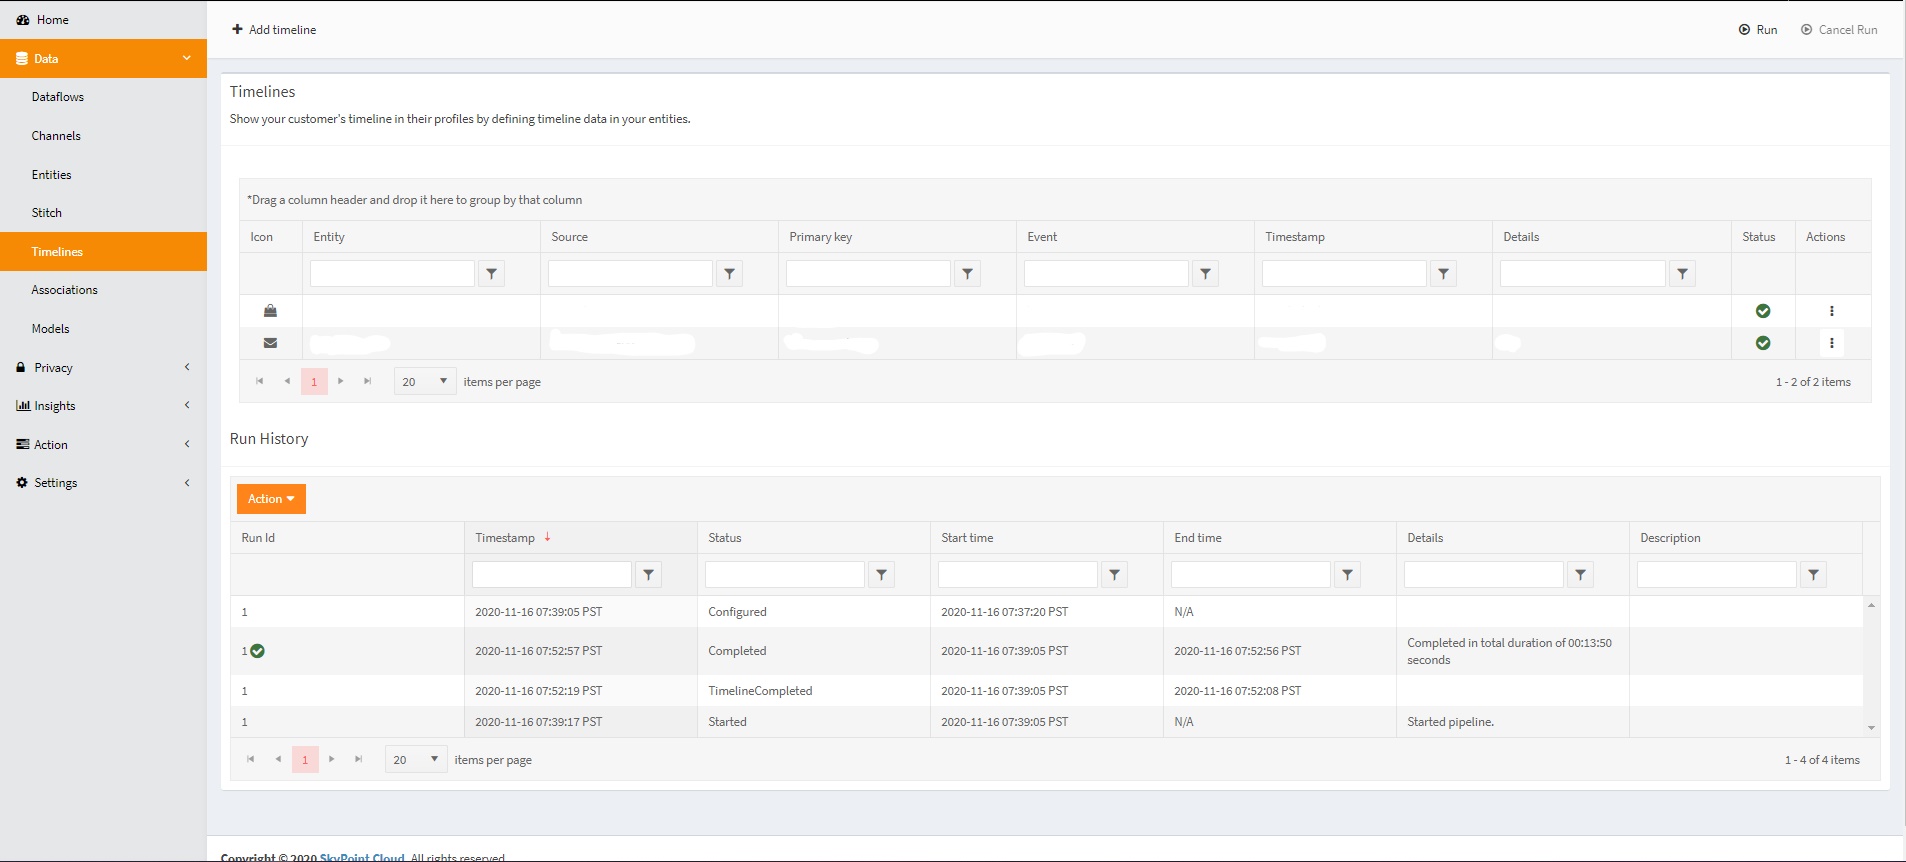 Home
Data
Dataflows
Channels
Entities
Stitch
Timelines
Associations
Models
Privacy
Insights
Action
Settings
Add timeline
Run Cancel Run
Timelines
Show your customer's timeline in their profiles by defining timeline data in your entities.
*Drag a column header and drop it here to group by that column
Icon Entity Source Primary key Event Timestamp Details Status Actions
1 20 items per page 1 - 2 of 2 items
Run History
Action
Run Id Timestamp Status Start time End time Details Description
1 2020-11-16 07:39:05 PST Configured 2020-11-16 07:37:20 PST N/A
1 2020-11-16 07:52:57 PST Completed 2020-11-16 07:39:05 PST 2020-11-16 07:52:56 PST Completed in total duration of 00:13:50
seconds
1 2020-11-16 07:52:19 PST TimelineCompleted 2020-11-16 07:39:05 PST 2020-11-16 07:52:08 PST
1 2020-11-16 07:39:17 PST Started 2020-11-16 07:39:05 PST N/A Started pipeline.
1 20 items per page 1 - 4 of 4 items
Copyright © 2020 SkyPoint Cloud. All rights reserved